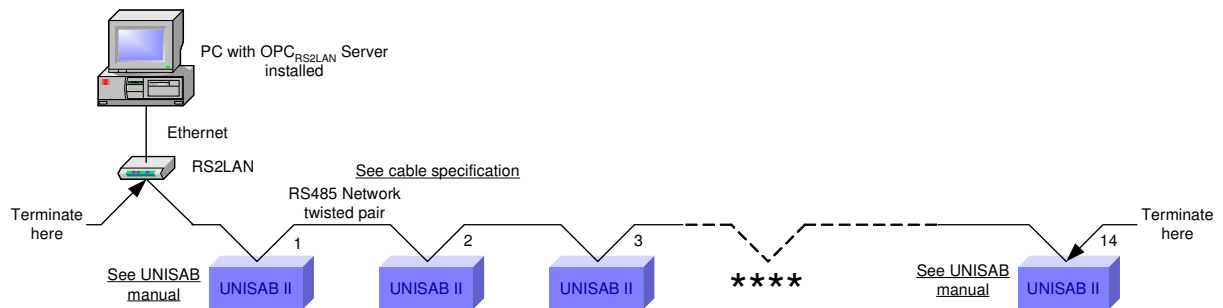 PC with OPCRS2LAN Server
installed
Ethernet
RS2LAN
See cable specification
RS485 Network
twisted pair
Terminate
here
1
2
3
14
Terminate
here
See UNISAB
manual
UNISAB II
UNISAB II
UNISAB II
****
See UNISAB
manual
UNISAB II